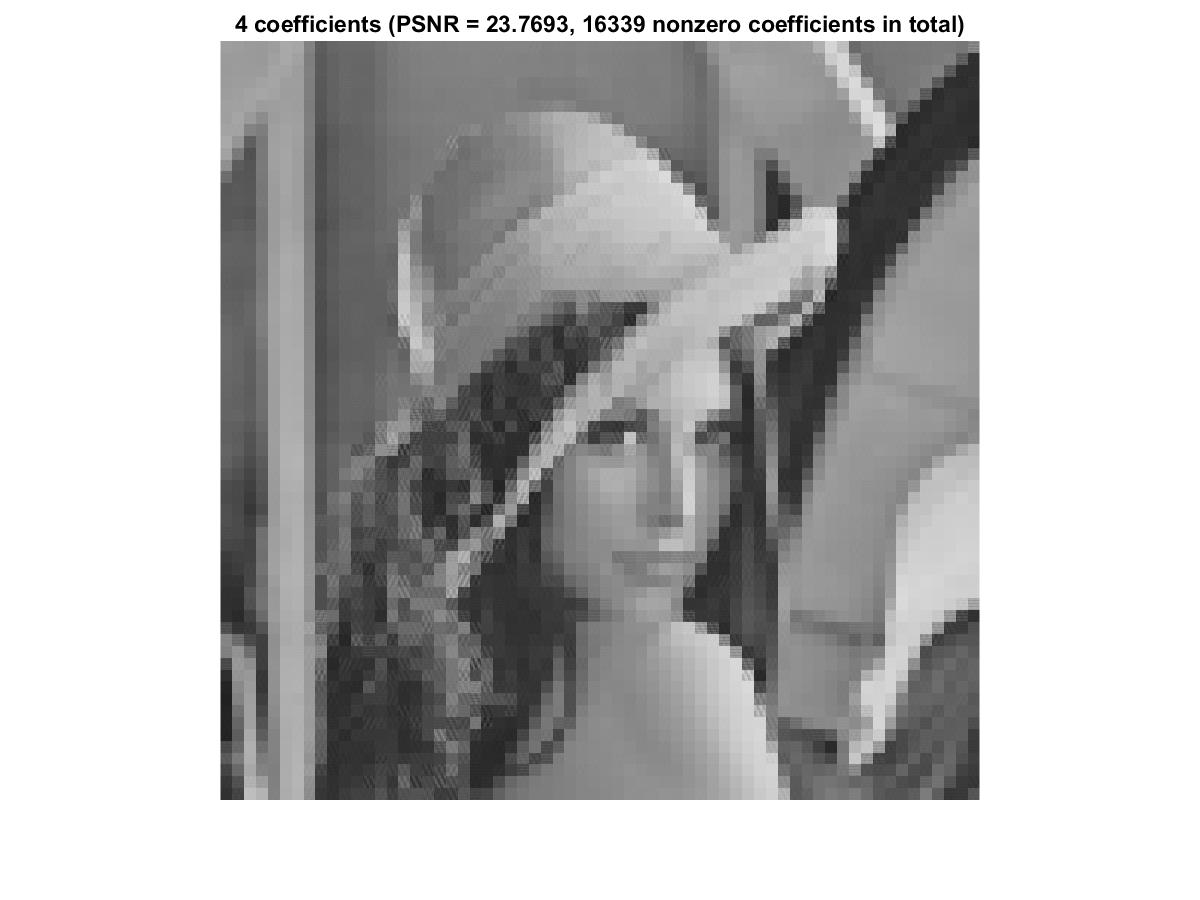 4 coefficients (PSNR = 23.7693, 16339 nonzero coefficients in total)